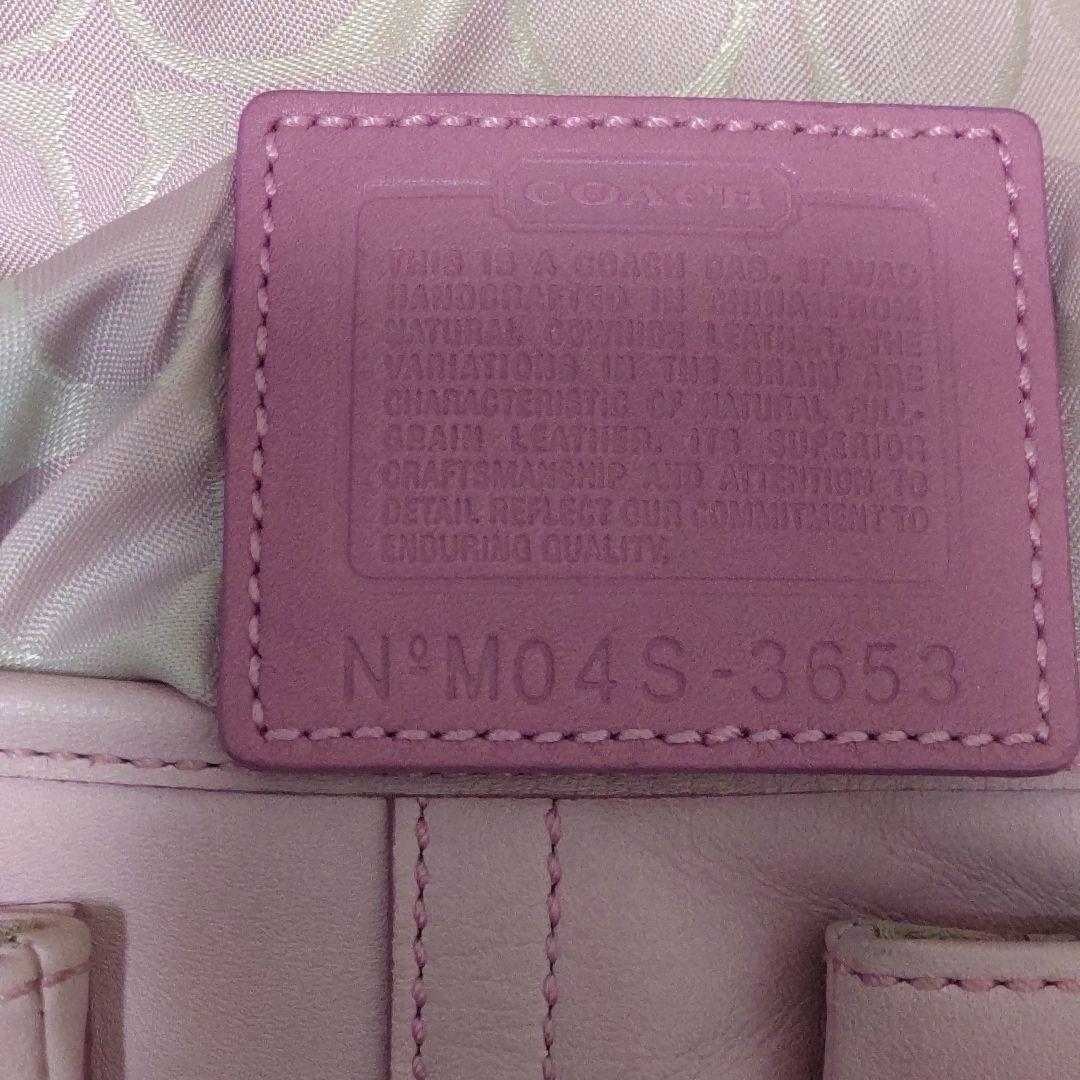 COACH
THIS IS A COACH BAG. IT WAS
HANDCRAFTED IN CHINA FROM
NATURAL COWHIDE LEATHER. THE
VARIATIONS IN THE GRAIN ARE
CHARACTERISTIC OF NATURAL FULL-
GRAIN LEATHER. ITS SUPERIOR
CRAFTSMANSHIP AND ATTENTION TO
DETAIL REFLECT OUR COMMITMENT TO
ENDURING QUALITY.
Nº M04S-3653